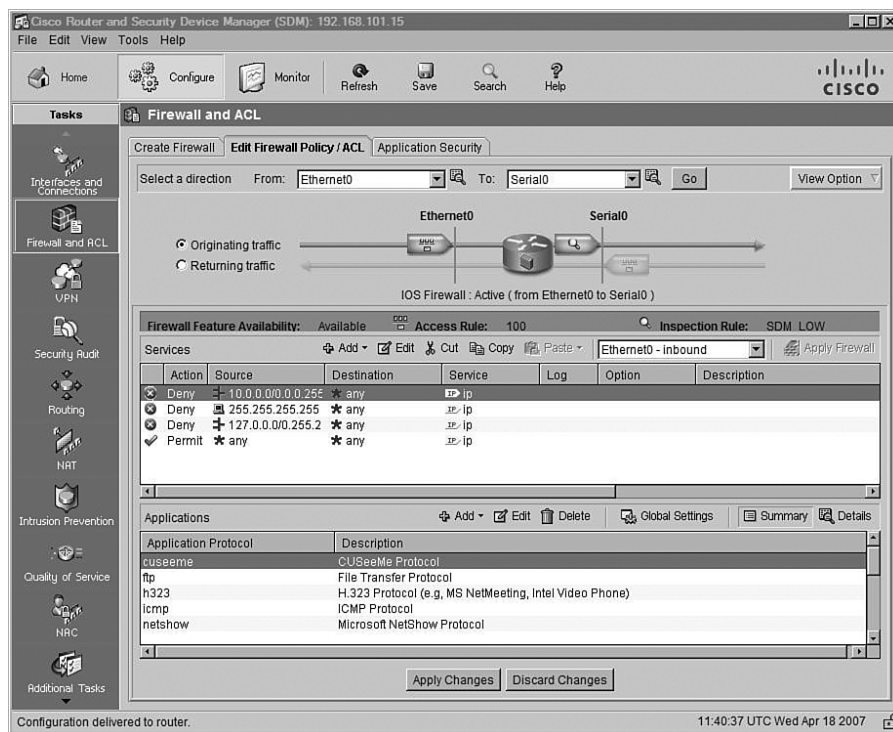 Cisco Router and Security Device Manager (SDM): 192.168.101.15
File Edit View Tools Help
Home Configure Monitor Refresh Save Search Help
CISCO
Tasks
Firewall and ACL
Create Firewall Edit Firewall Policy / ACL Application Security
Select a direction From: Ethernet0 To: Serial0 Go View Option
Ethernet0 Serial0
Originating traffic
Returning traffic
IOS Firewall : Active ( from Ethernet0 to Serial0 )
Firewall Feature Availability: Available Access Rule: 100 Inspection Rule: SDM_LOW
Services Add Edit Cut Copy Paste Ethernet0 - inbound Apply Firewall
Action Source Destination Service Log Option Description
Deny 10.0.0.0/0.0.0.255 any ip
Deny 255.255.255.255 any ip
Deny 127.0.0.0/0.255.2 any ip
Permit any any ip
Applications Add Edit Delete Global Settings Summary Details
Application Protocol Description
cuseeme CUSeeMe Protocol
ftp File Transfer Protocol
h323 H.323 Protocol (e.g, MS NetMeeting, Intel Video Phone)
icmp ICMP Protocol
netshow Microsoft NetShow Protocol
Apply Changes Discard Changes
Interfaces and
Connections
Firewall and ACL
VPN
Security Audit
Routing
NAT
Intrusion Prevention
Quality of Service
NAC
Additional Tasks
Configuration delivered to router. 11:40:37 UTC Wed Apr 18 2007